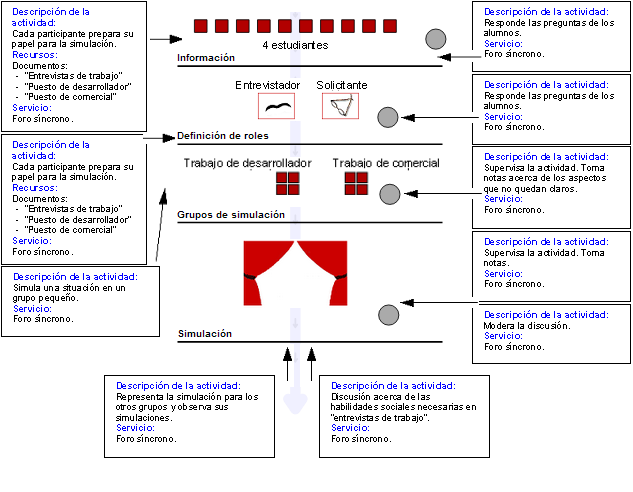 Descripción de la
actividad:
Cada participante prepara su
papel para la simulación.
Recursos:
Documentos:
- "Entrevistas de trabajo"
- "Puesto de desarrollador"
- "Puesto de comercial"
Servicio:
Foro síncrono.
Descripción de la
actividad:
Cada participante prepara su
papel para la simulación.
Recursos:
Documentos:
- "Entrevistas de trabajo"
- "Puesto de desarrollador"
- "Puesto de comercial"
Servicio:
Foro síncrono.
Descripción de la actividad:
Simula una situación en un
grupo pequeño.
Servicio:
Foro síncrono.
4 estudiantes
Información
Entrevistador Solicitante
Definición de roles
Trabajo de desarrollador Trabajo de comercial
Grupos de simulación
Simulación
Descripción de la actividad:
Responde las preguntas de los
alumnos.
Servicio:
Foro síncrono.
Descripción de la actividad:
Responde las preguntas de los
alumnos.
Servicio:
Foro síncrono.
Descripción de la actividad:
Supervisa la actividad. Toma
notas acerca de los aspectos
que no quedan claros.
Servicio:
Foro síncrono.
Descripción de la actividad:
Supervisa la actividad. Toma
notas.
Servicio:
Foro síncrono.
Descripción de la actividad:
Modera la discusión.
Servicio:
Foro síncrono.
Descripción de la actividad:
Representa la simulación para los
otros grupos y observa sus
simulaciones.
Servicio:
Foro síncrono.
Descripción de la actividad:
Discusión acerca de las
habilidades sociales necesarias en
"entrevistas de trabajo".
Servicio:
Foro síncrono.